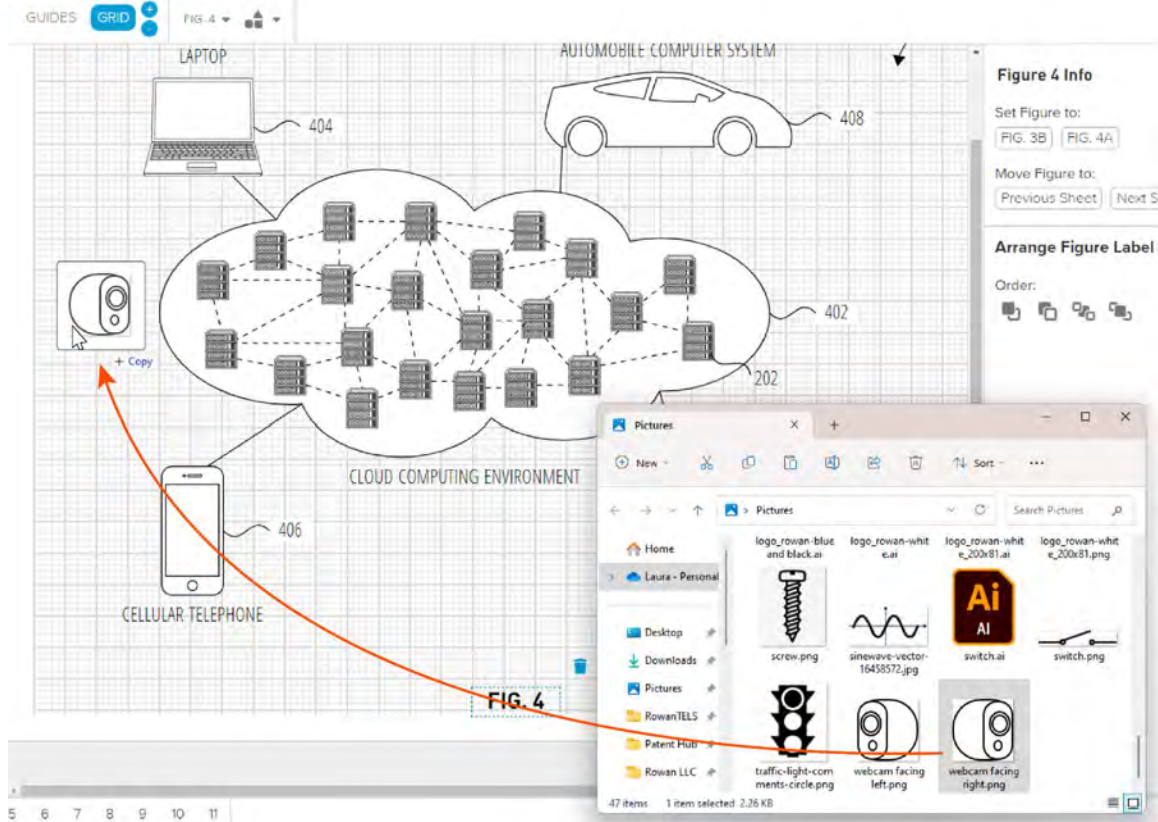 GUIDES GRID FIG. 4
LAPTOP
AUTOMOBILE COMPUTER SYSTEM
404
408
402
202
CLOUD COMPUTING ENVIRONMENT
+ Copy
406
CELLULAR TELEPHONE
FIG. 4
Figure 4 Info
Set Figure to:
FIG. 3B FIG. 4A
Move Figure to:
Previous Sheet Next S
Arrange Figure Label
Order:
Pictures
New Sort
Pictures Search Pictures
Home
Laura - Personal
Desktop
Downloads
Pictures
RowanTELS
Patent Hub
Rowan LLC
logo_rowan-blue and black.ai
logo_rowan-white.ai
logo_rowan-white_200x81.ai
logo_rowan-white_200x81.png
screw.png
sinewave-vector-16458572.jpg
Ai
AI
switch.ai
switch.png
traffic-light-comments-circle.png
webcam facing left.png
webcam facing right.png
47 items 1 item selected 2.26 KB
5 6 7 8 9 10 11